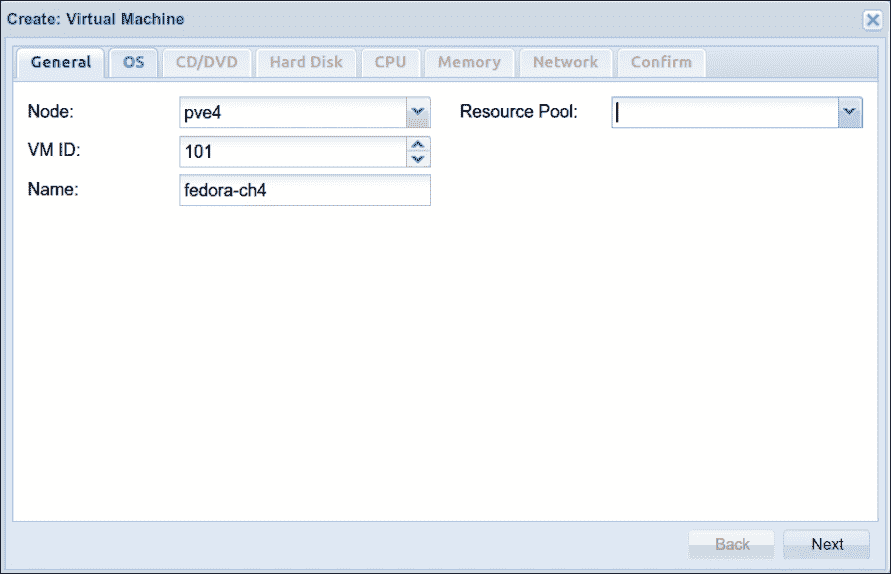 Create: Virtual Machine
General OS CD/DVD Hard Disk CPU Memory Network Confirm
Node: pve4 Resource Pool:
VM ID: 101
Name: fedora-ch4
Back Next